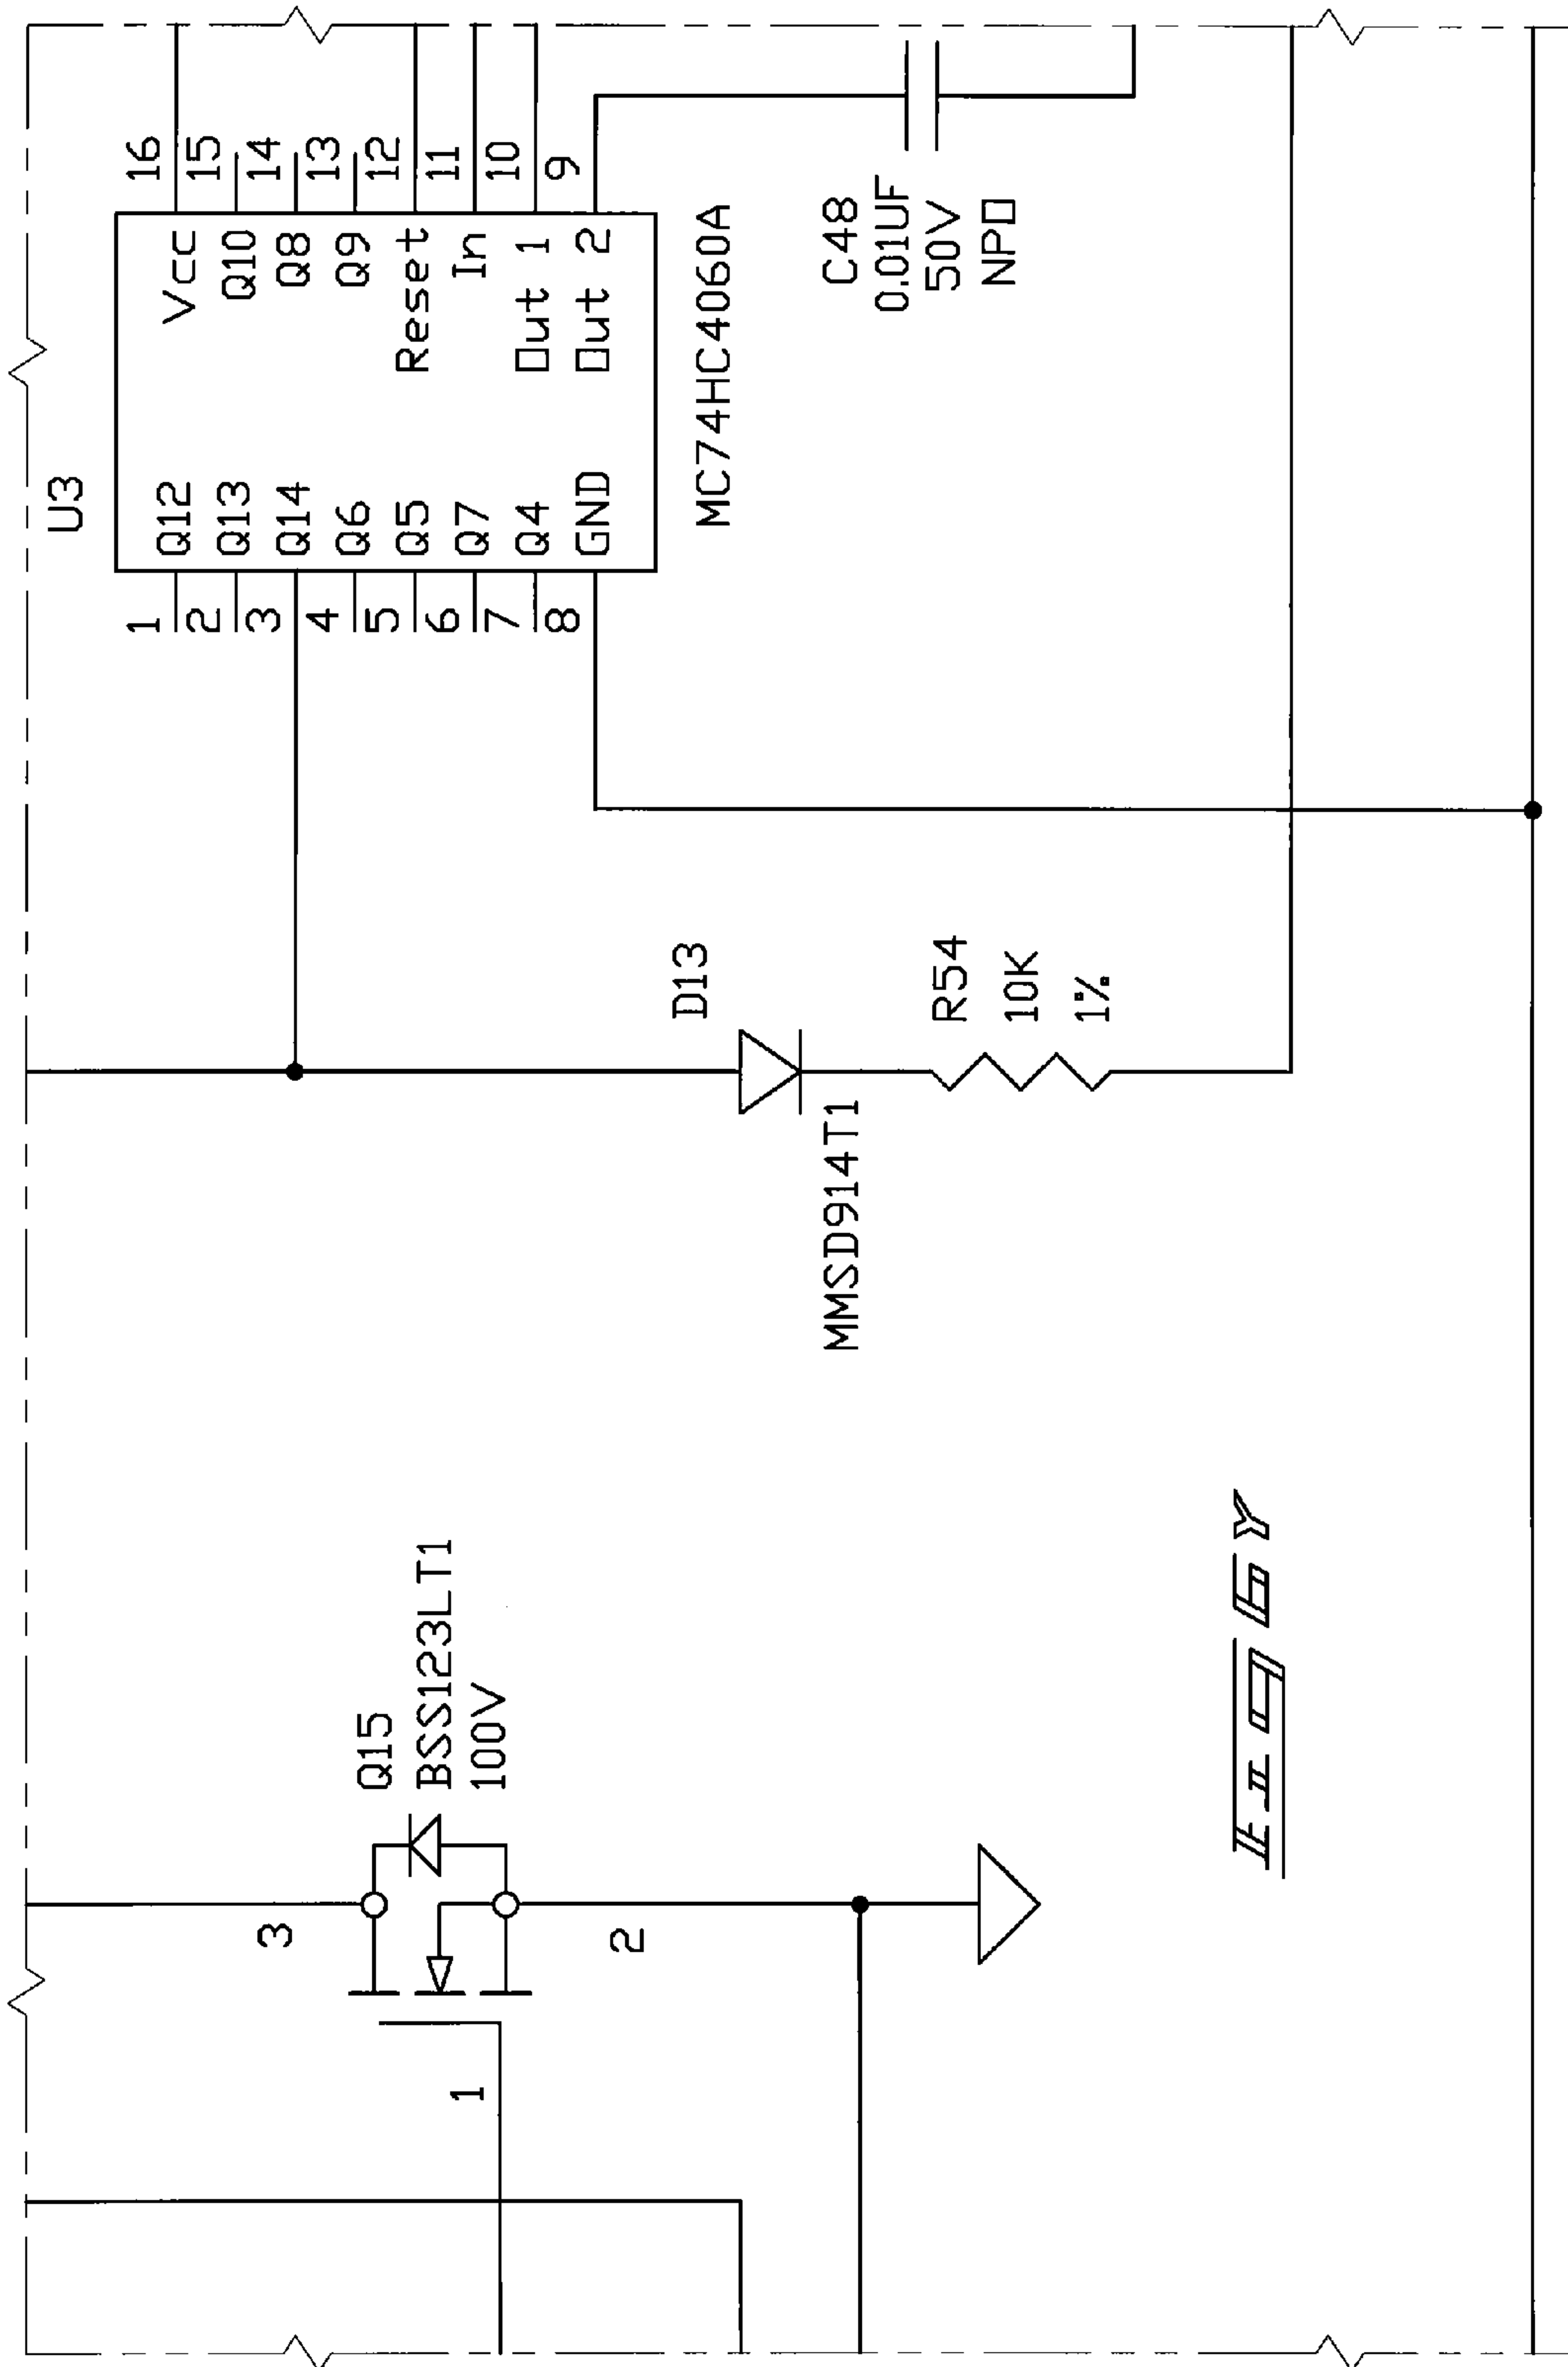 3
Q15
BSS123LT1
100V
1
2
U3
1 Q12 Vcc 16
2 Q13 Q10 15
3 Q14 Q8 14
4 Q6 Q9 13
5 Q5 Reset 12
6 Q7 In 11
7 Q4 Out 1 10
8 GND Out 2 9
MC74HC4060A
D13
MMSD914T1
R54
10K
1%
C48
0.01UF
50V
NPO
FIG 6Y